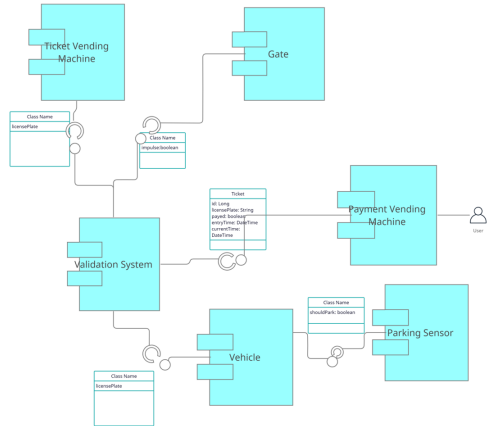 Ticket Vending
Machine
Gate
Class Name
licensePlate
Class Name
impulse:boolean
Ticket
id: Long
licensePlate: String
payed: boolean
entryTime: DateTime
currentTime:
DateTime
Payment Vending
Machine
User
Validation System
Class Name
shouldPark: boolean
Parking Sensor
Vehicle
Class Name
licensePlate